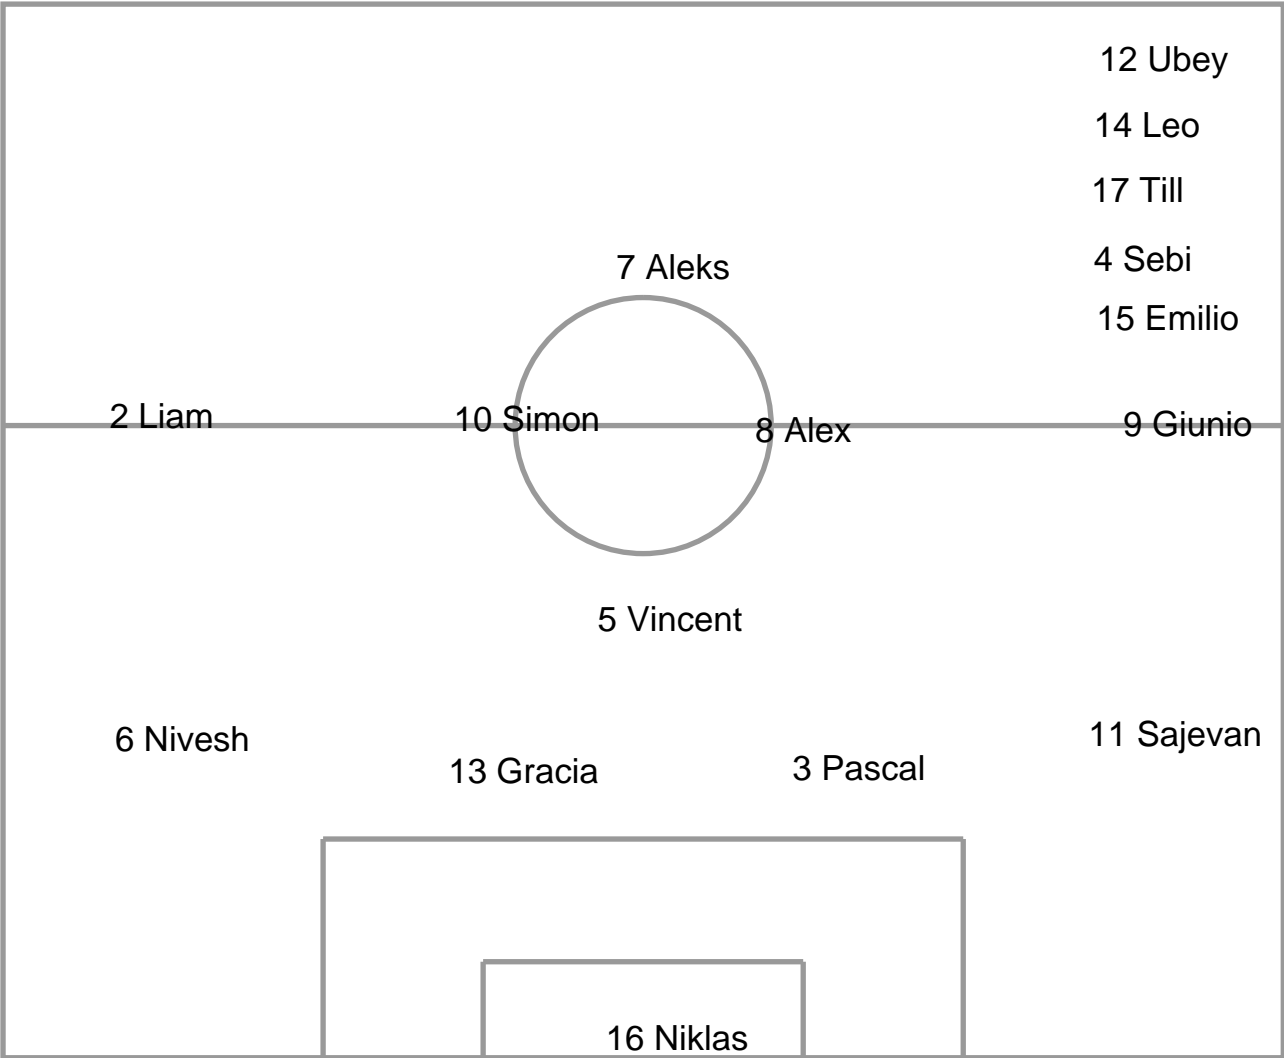 12 Ubey
14 Leo
17 Till
4 Sebi
7 Aleks
15 Emilio
2 Liam
10 Simon
8 Alex
9 Giunio
5 Vincent
6 Nivesh
11 Sajevan
13 Gracia
3 Pascal
16 Niklas